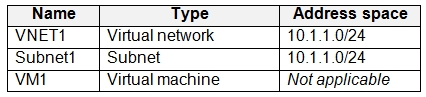 Name Type Address space
VNET1 Virtual network 10.1.1.0/24
Subnet1 Subnet 10.1.1.0/24
VM1 Virtual machine Not applicable